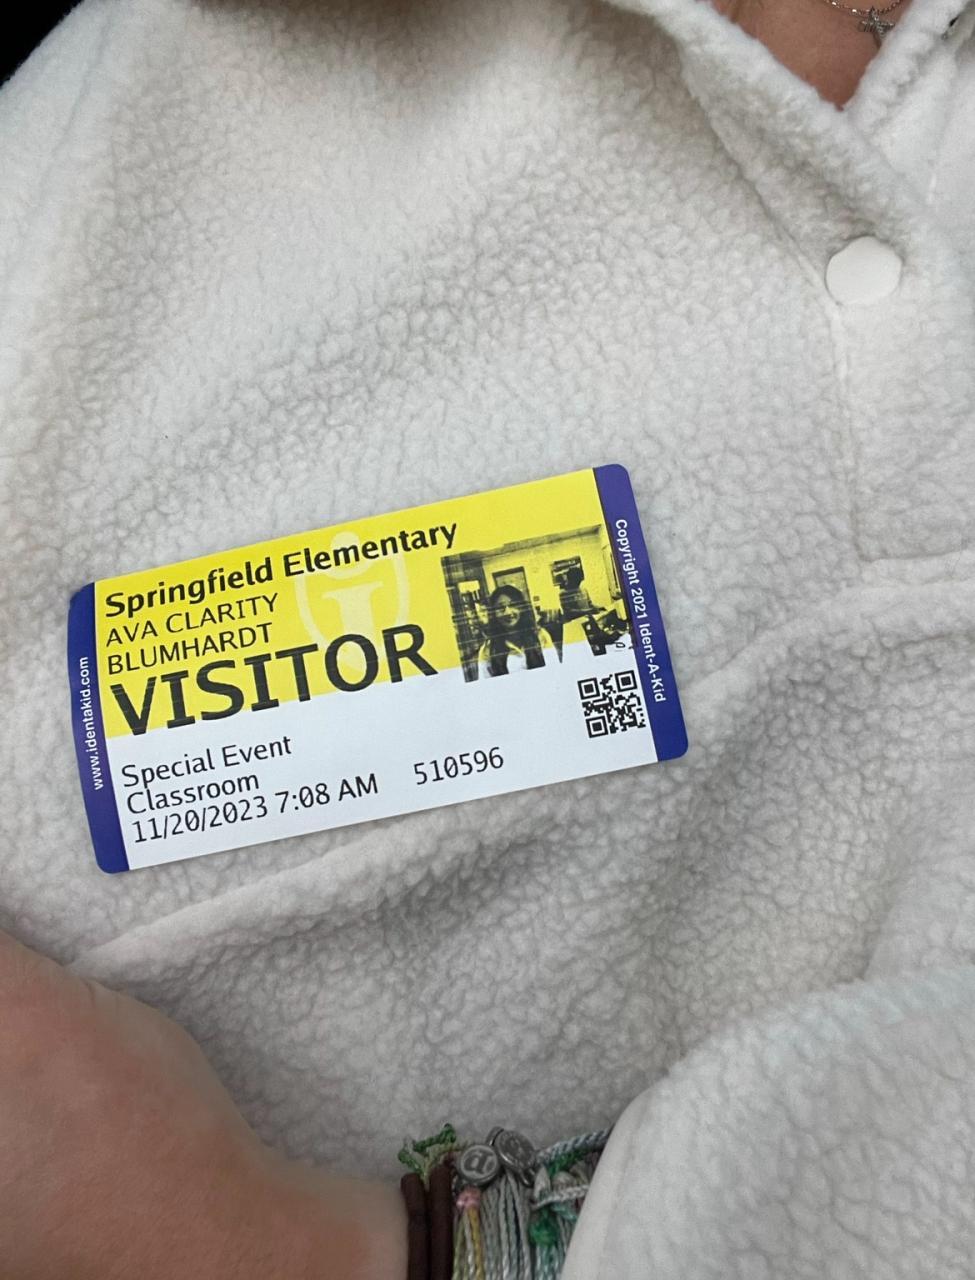 Springfield Elementary
AVA CLARITY
BLUMHARDT
VISITOR
Special Event
Classroom
11/20/2023 7:08 AM 510596
www.identakid.com
Copyright 2021 Ident-A-Kid